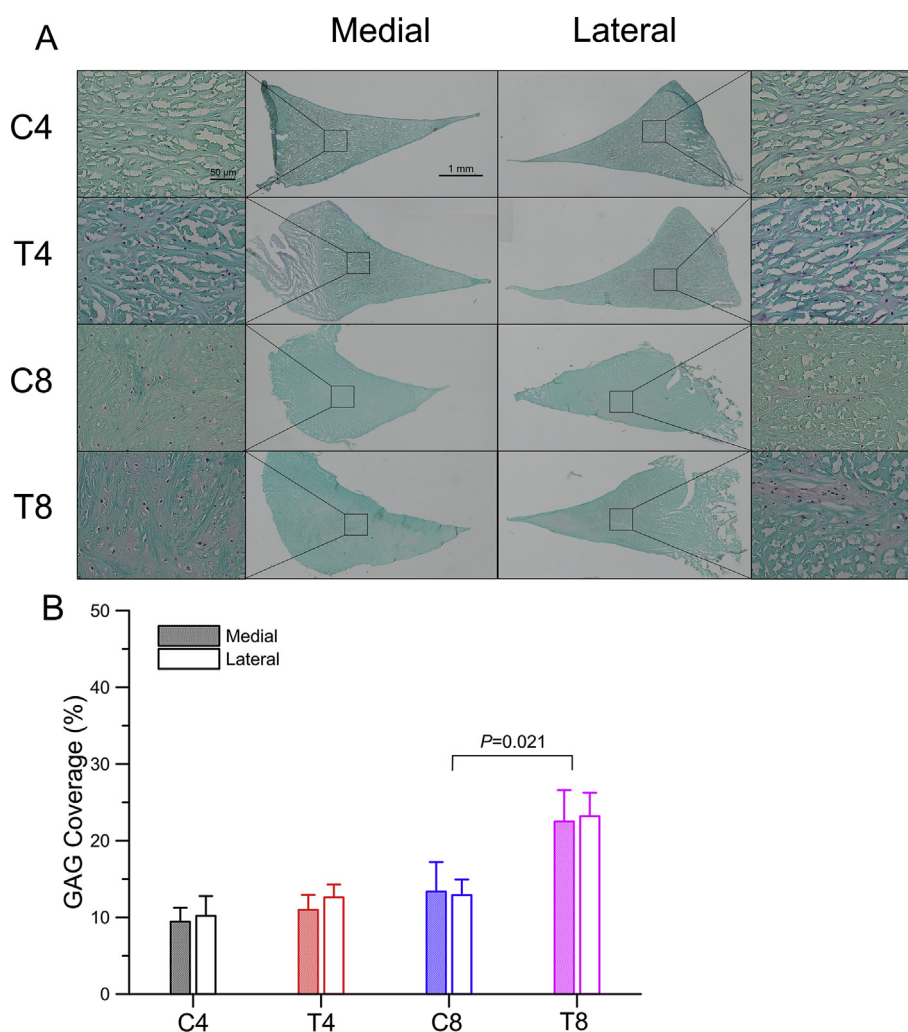 A
Medial Lateral
C4
50 µm
1 mm
T4
C8
T8
B
50
40
30
20
10
0
GAG Coverage (%)
Medial
Lateral
P=0.021
C4 T4 C8 T8